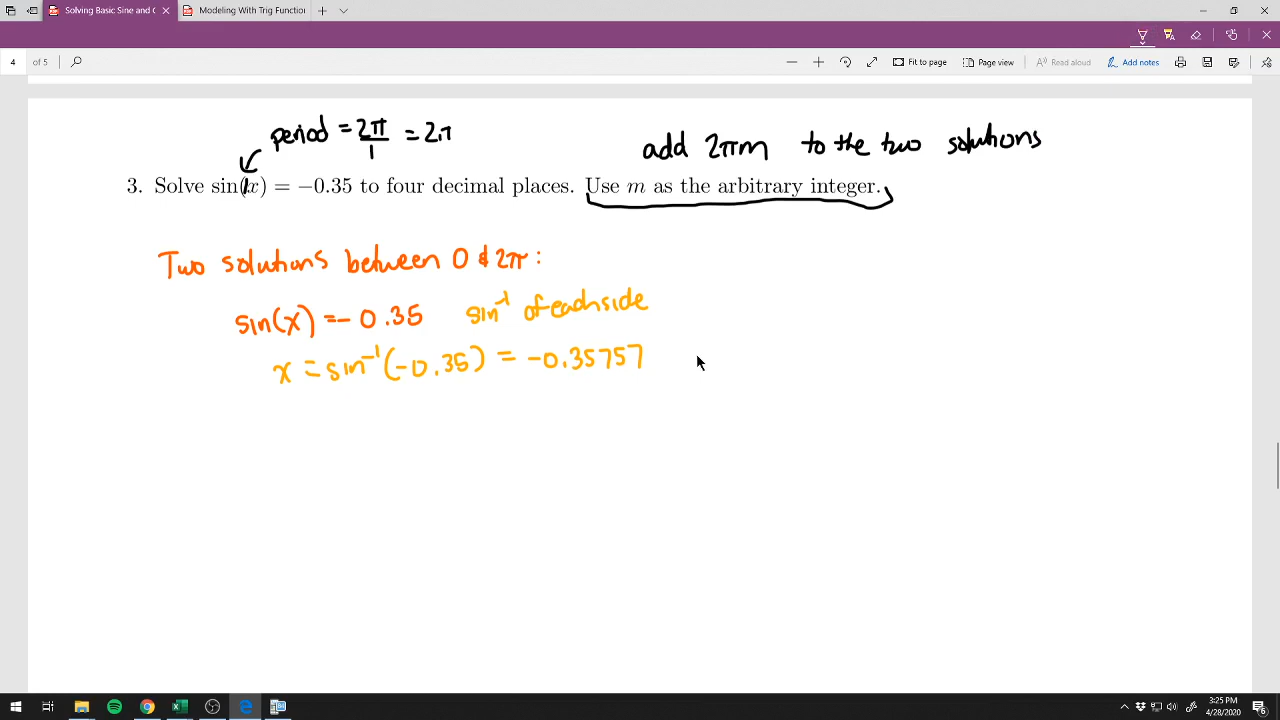 Solving Basic Sine and C
Modeling With Trig Function
4 of 5
Fit to page
Page view
Read aloud
Add notes
period = 2π/1 = 2π
add 2πm to the two solutions
3. Solve sin(1x) = −0.35 to four decimal places. Use m as the arbitrary integer.
Two solutions between 0 & 2π:
sin(x) = -0.35 sin⁻¹ of each side
x = sin⁻¹(-0.35) = -0.35757
3:25 PM
4/28/2020
6